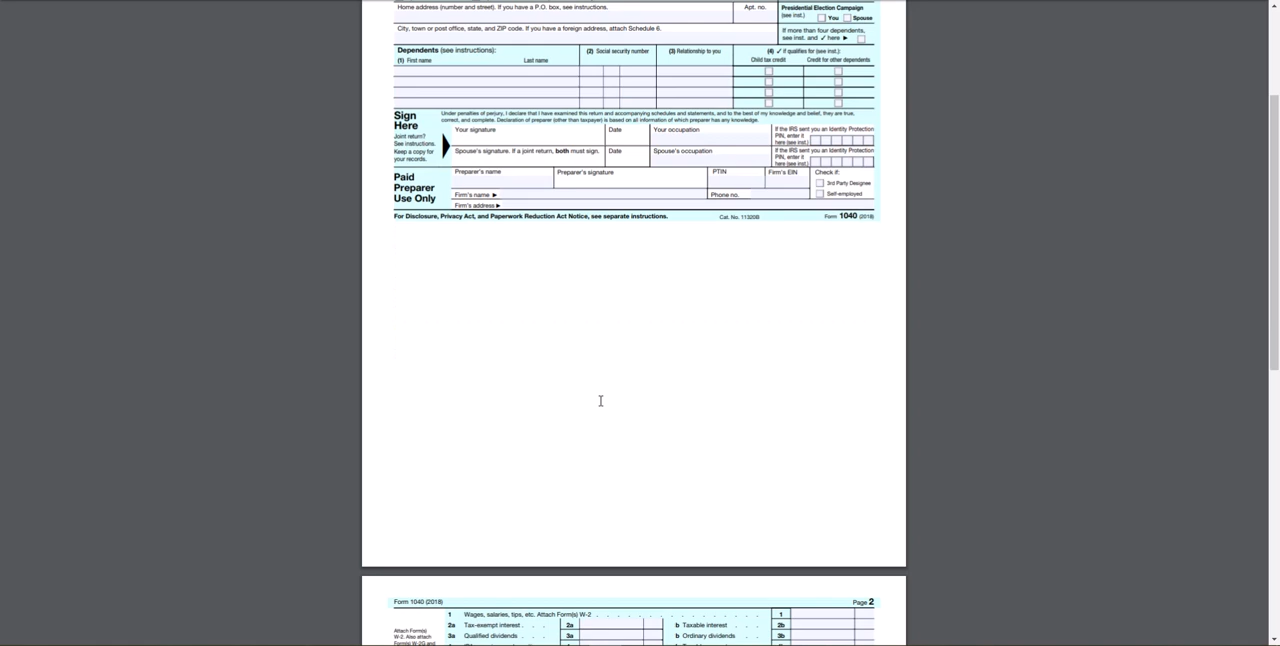 Home address (number and street). If you have a P.O. box, see instructions.
Apt. no.
Presidential Election Campaign
(see inst.)
You
Spouse
City, town or post office, state, and ZIP code. If you have a foreign address, attach Schedule 6.
If more than four dependents,
see inst. and ✓ here ►
Dependents (see instructions):
(2) Social security number
(3) Relationship to you
(4) ✓ if qualifies for (see inst.):
(1) First name
Last name
Child tax credit
Credit for other dependents
Sign
Here
Joint return?
See instructions.
Keep a copy for
your records.
Under penalties of perjury, I declare that I have examined this return and accompanying schedules and statements, and to the best of my knowledge and belief, they are true,
correct, and complete. Declaration of preparer (other than taxpayer) is based on all information of which preparer has any knowledge.
Your signature
Date
Your occupation
If the IRS sent you an Identity Protection
PIN, enter it
here (see inst.)
Spouse's signature. If a joint return, both must sign.
Date
Spouse's occupation
If the IRS sent you an Identity Protection
PIN, enter it
here (see inst.)
Paid
Preparer
Use Only
Preparer's name
Preparer's signature
PTIN
Firm's EIN
Check if:
3rd Party Designee
Self-employed
Firm's name ►
Phone no.
Firm's address ►
For Disclosure, Privacy Act, and Paperwork Reduction Act Notice, see separate instructions.
Cat. No. 11320B
Form 1040 (2018)
Form 1040 (2018)
Page 2
1 Wages, salaries, tips, etc. Attach Form(s) W-2 . . . . . . . . . . . . . 1
2a Tax-exempt interest . . . 2a
b Taxable interest . . . 2b
3a Qualified dividends . . . 3a
b Ordinary dividends . . . 3b
Attach Form(s)
W-2. Also attach
Form(s) W-2G and